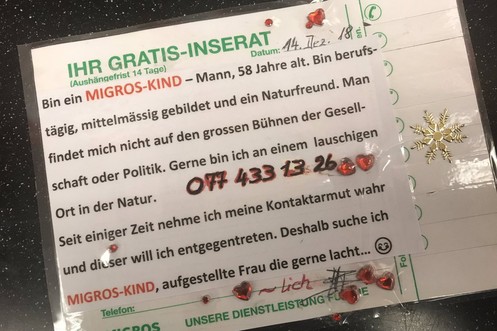 IHR GRATIS-INSERAT
(Aushängefrist 14 Tage)
Datum: 14. Dez. 18
Bin ein MIGROS-KIND – Mann, 58 Jahre alt. Bin berufs-
tägig, mittelmässig gebildet und ein Naturfreund. Man
findet mich nicht auf den grossen Bühnen der Gesell-
schaft oder Politik. Gerne bin ich an einem lauschigen
Ort in der Natur.
077 433 13 26
Seit einiger Zeit nehme ich meine Kontaktarmut wahr
und dieser will ich entgegentreten. Deshalb suche ich
MIGROS-KIND, aufgestellte Frau die gerne lacht...
~lich
Telefon:
MIGROS
UNSERE DIENSTLEISTUNG